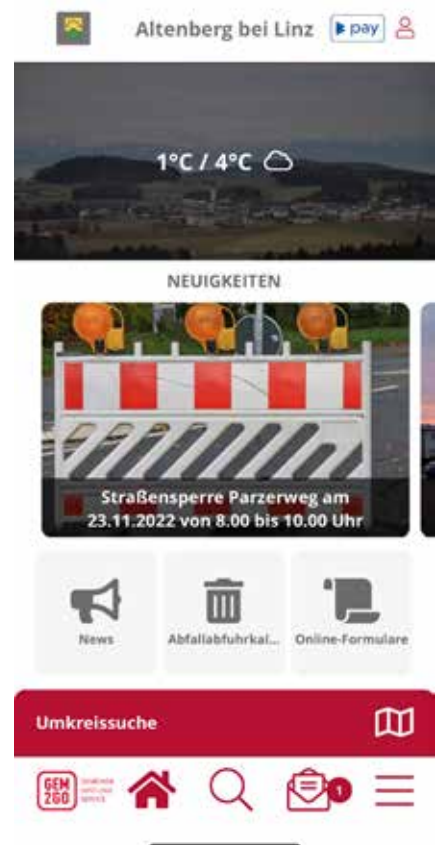 Altenberg bei Linz
pay
1°C / 4°C
NEUIGKEITEN
Straßensperre Parzerweg am
23.11.2022 von 8.00 bis 10.00 Uhr
News
Abfallabfuhrkal...
Online-Formulare
Umkreissuche
GEM
2GO
1